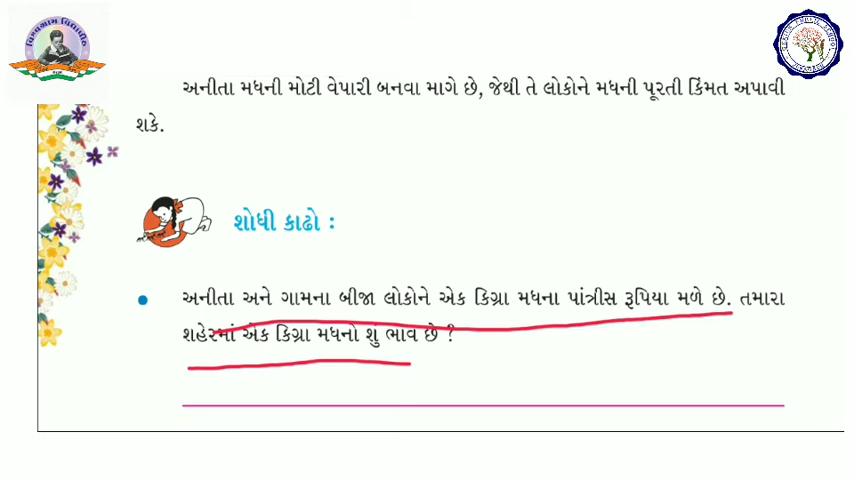 વિશ્વગ્રામ વિદ્યાપીઠ
અનીતા મધની મોટી વેપારી બનવા માગે છે, જેથી તે લોકોને મધની પૂરતી કિંમત અપાવી
શકે.
શોધી કાઢો :
અનીતા અને ગામના બીજા લોકોને એક કિગ્રા મધના પાંત્રીસ રૂપિયા મળે છે. તમારા
શહેરમાં એક કિગ્રા મધનો શું ભાવ છે ?